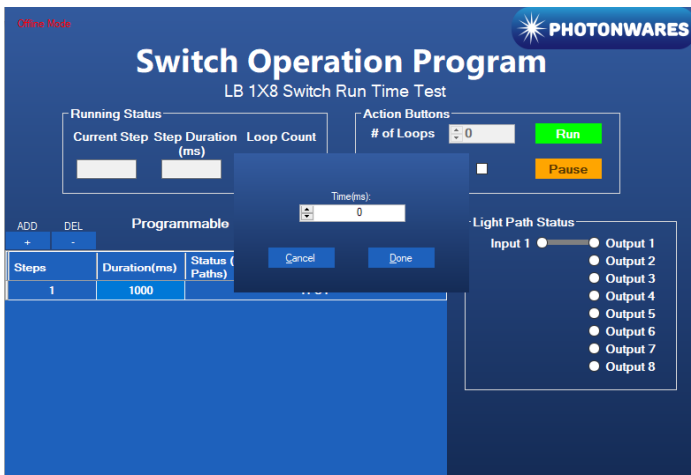 Offline Mode
PHOTONWARES
Switch Operation Program
LB 1X8 Switch Run Time Test
Running Status
Current Step Step Duration Loop Count
(ms)
Action Buttons
# of Loops 0 Run
Pause
Time(ms):
0
Cancel Done
ADD DEL Programmable
+ -
Steps Duration(ms) Status (
Paths)
1 1000
Light Path Status
Input 1 Output 1
Output 2
Output 3
Output 4
Output 5
Output 6
Output 7
Output 8